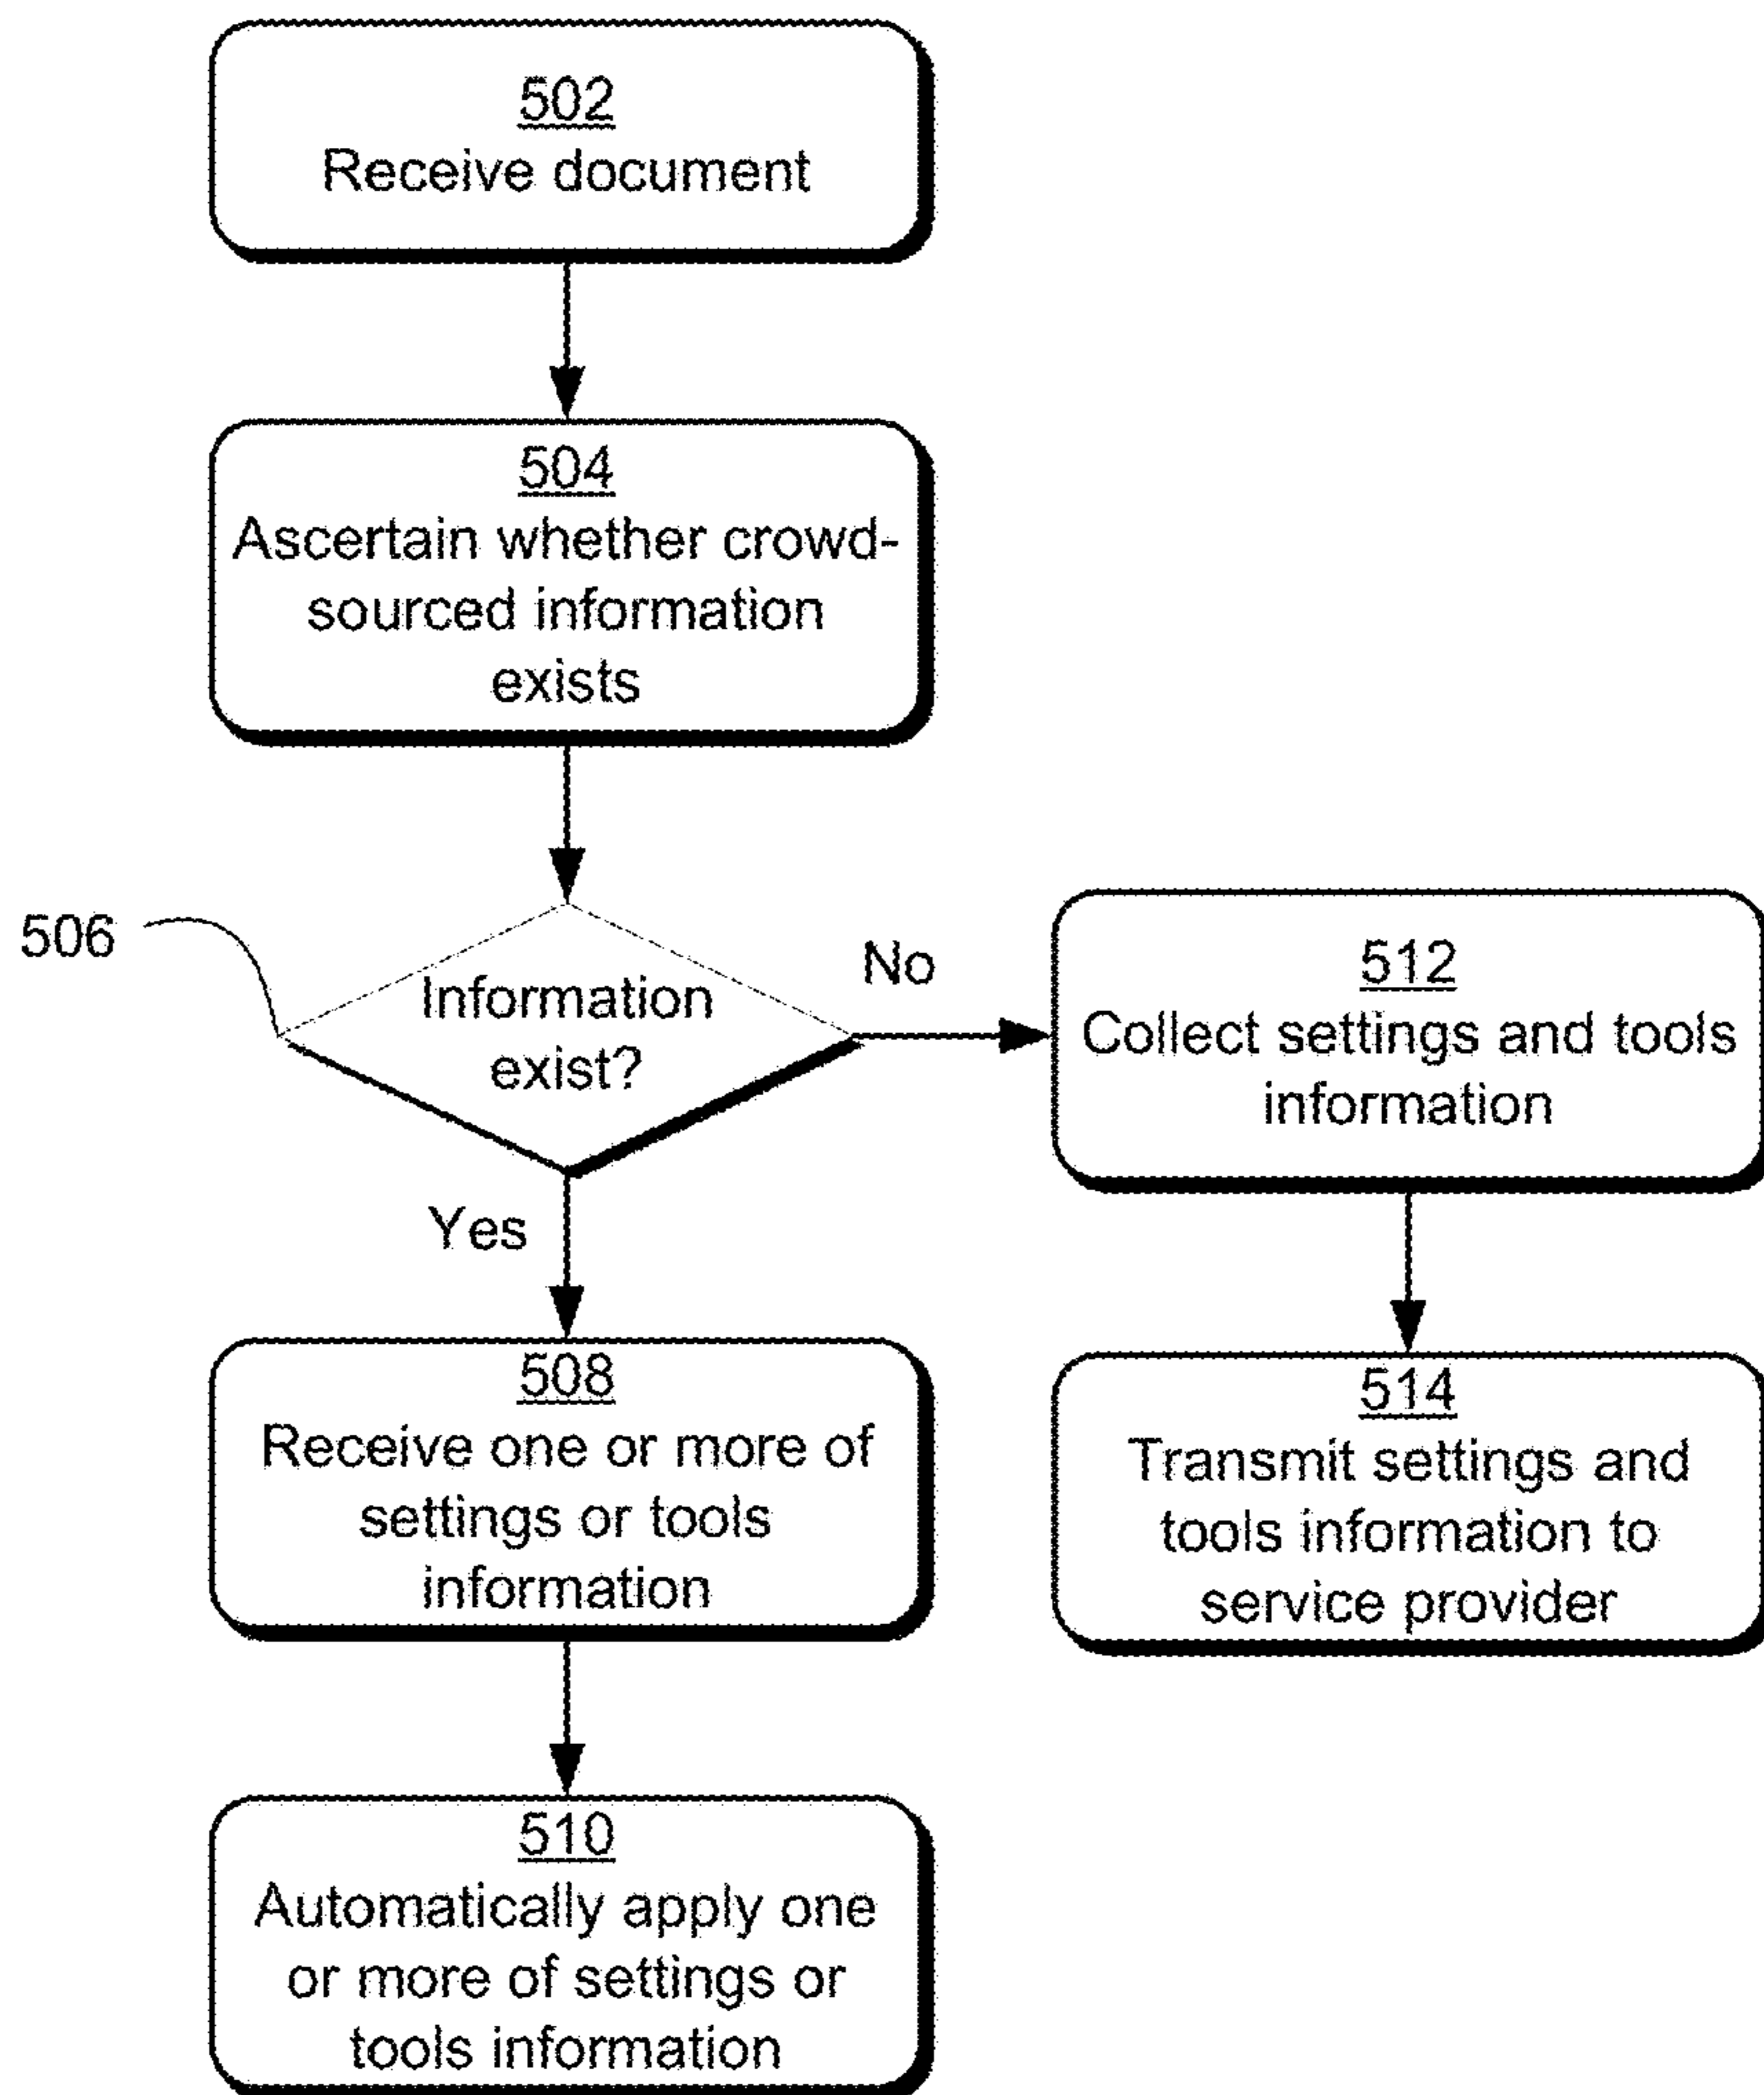 502
Receive document
504
Ascertain whether crowd-
sourced information
exists
506
Information
exist?
No
Yes
512
Collect settings and tools
information
508
Receive one or more of
settings or tools
information
514
Transmit settings and
tools information to
service provider
510
Automatically apply one
or more of settings or
tools information